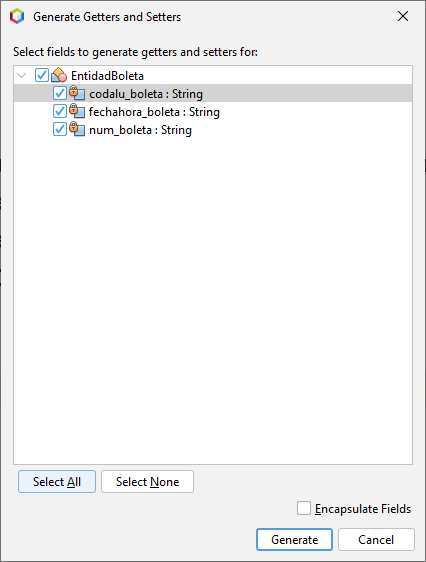 Generate Getters and Setters
Select fields to generate getters and setters for:
EntidadBoleta
codalu_boleta : String
fechahora_boleta : String
num_boleta : String
Select All
Select None
Encapsulate Fields
Generate
Cancel